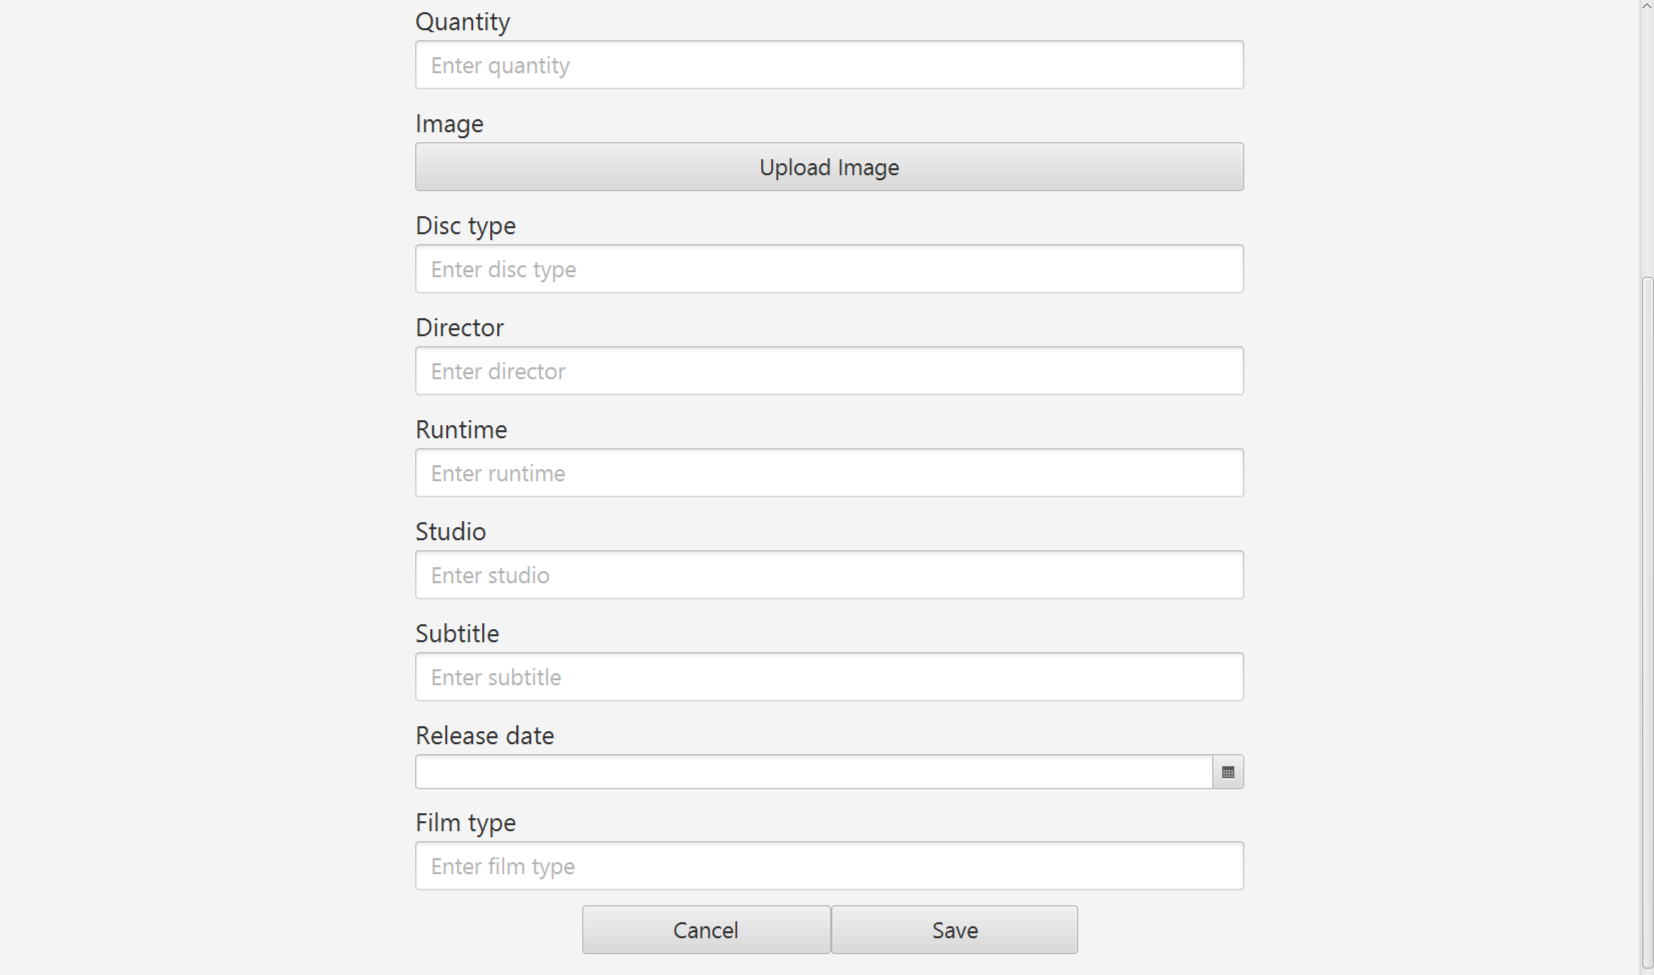 Quantity
Enter quantity
Image
Upload Image
Disc type
Enter disc type
Director
Enter director
Runtime
Enter runtime
Studio
Enter studio
Subtitle
Enter subtitle
Release date
Film type
Enter film type
Cancel Save